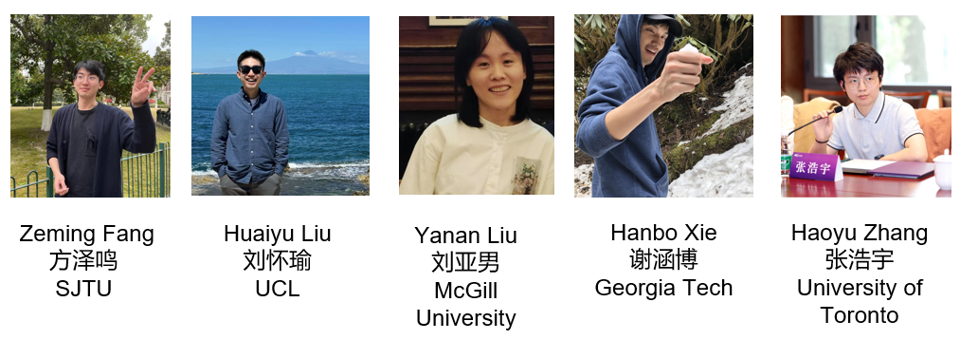 张浩宇
Zeming Fang
方泽鸣
SJTU
Huaiyu Liu
刘怀瑜
UCL
Yanan Liu
刘亚男
McGill
University
Hanbo Xie
谢涵博
Georgia Tech
Haoyu Zhang
张浩宇
University of
Toronto